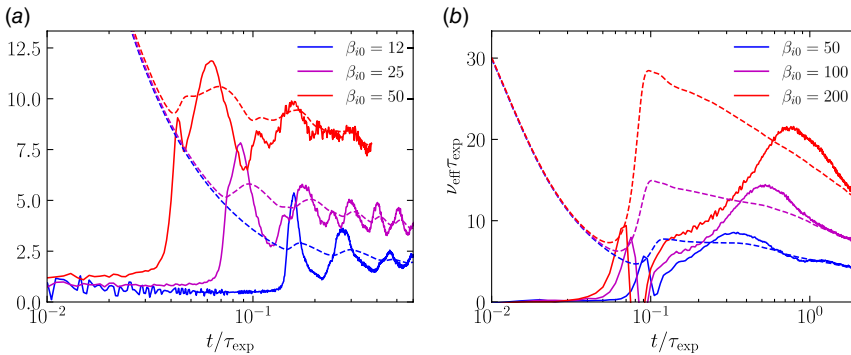 (a)
12.5
10.0
7.5
5.0
2.5
0.0
10⁻²
10⁻¹
t/τexp
βi0 = 12
βi0 = 25
βi0 = 50
(b)
νeffτexp
30
20
10
0
10⁻²
10⁻¹
10⁰
t/τexp
βi0 = 50
βi0 = 100
βi0 = 200